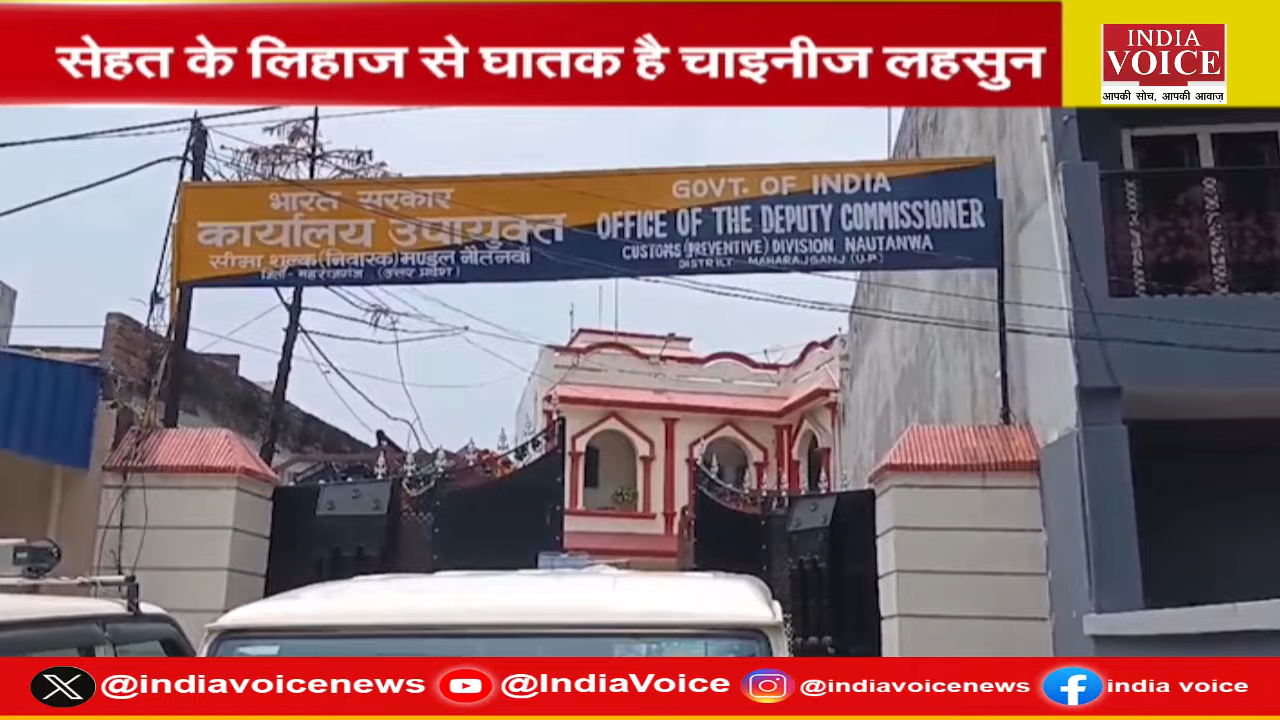 सेहत के लिहाज से घातक है चाइनीज लहसुन
INDIA
VOICE
आपकी सोच, आपकी आवाज़
भारत सरकार
कार्यालय उपायुक्त
सीमा शुल्क (निवारक) मण्डल नौतनवाँ
जिला- महराजगंज (उत्तर प्रदेश)
GOVT. OF INDIA
OFFICE OF THE DEPUTY COMMISSIONER
CUSTOMS (PREVENTIVE) DIVISION NAUTANWA
DISTRICT MAHARAJGANJ (U.P)
@indiavoicenews
@IndiaVoice
@indiavoicenews
india voice